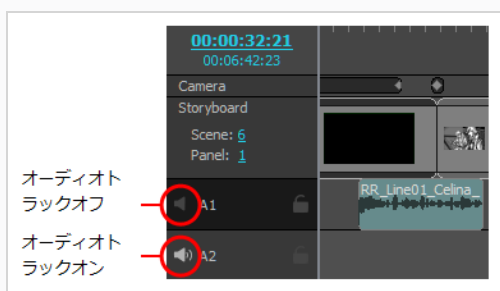 00:00:32:21
00:06:42:23
Camera
Storyboard
Scene: 6
Panel: 1
オーディオト
ラックオフ
A1
RR_Line01_Celina_
オーディオト
ラックオン
A2